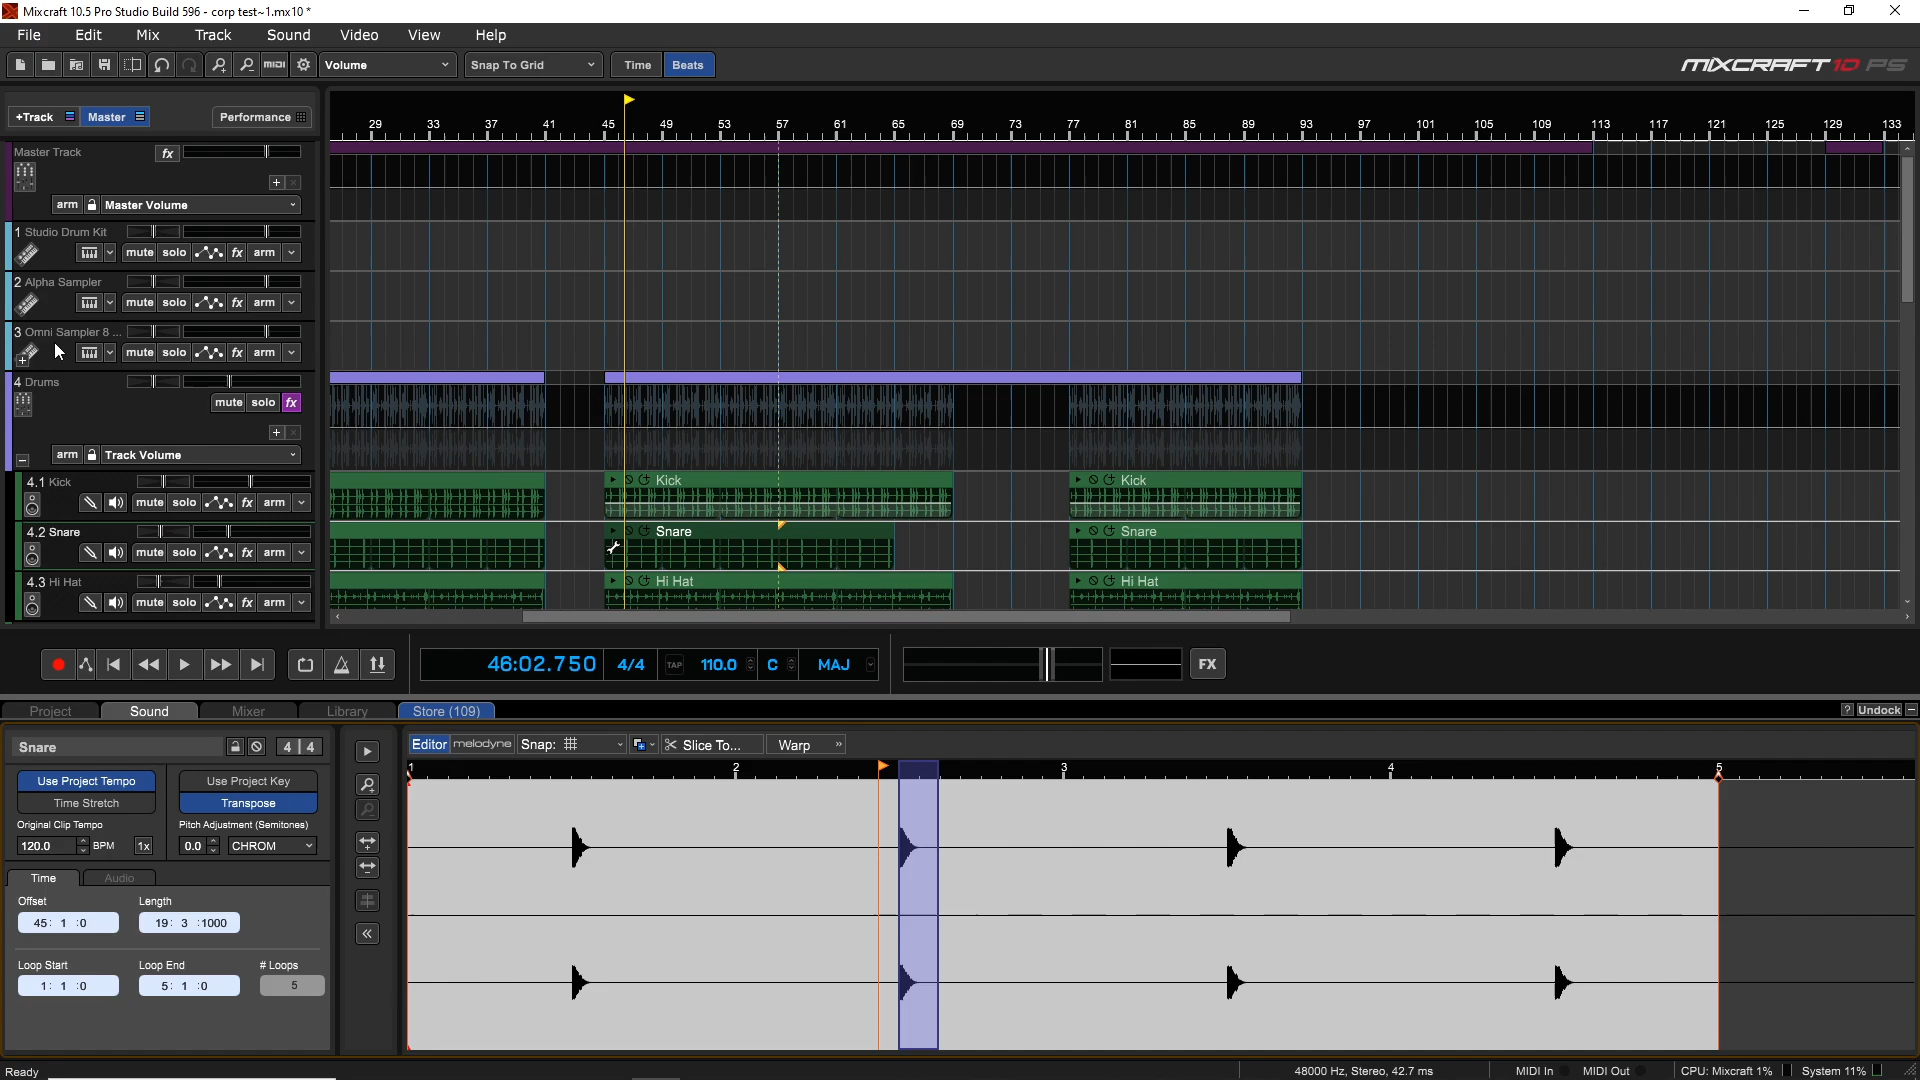 Mixcraft 10.5 Pro Studio Build 596 - corp test~1.mx10 *
File Edit Mix Track Sound Video View Help
MIDI Volume Snap To Grid Time Beats MIXCRAFT 10 PS
+Track Master Performance
29 33 37 41 45 49 53 57 61 65 69 73 77 81 85 89 93 97 101 105 109 113 117 121 125 129 133
Master Track fx
arm Master Volume
1 Studio Drum Kit
mute solo fx arm
2 Alpha Sampler
mute solo fx arm
3 Omni Sampler 8 ...
mute solo fx arm
4 Drums
mute solo fx
arm Track Volume
4.1 Kick Kick Kick
mute solo fx arm
4.2 Snare Snare Snare
mute solo fx arm
4.3 Hi Hat Hi Hat Hi Hat
mute solo fx arm
46:02.750 4/4 TAP 110.0 C MAJ FX
Project Sound Mixer Library Store (109) ? Undock
Snare 4 4 Editor melodyne Snap: Slice To... Warp »
1 2 3 4 5
Use Project Tempo Use Project Key
Time Stretch Transpose
Original Clip Tempo Pitch Adjustment (Semitones)
120.0 BPM 1x 0.0 CHROM
Time Audio
Offset Length
45: 1 :0 19: 3 :1000
Loop Start Loop End # Loops
1: 1 :0 5: 1 :0 5
Ready 48000 Hz, Stereo, 42.7 ms MIDI In MIDI Out CPU: Mixcraft 1% System 11%